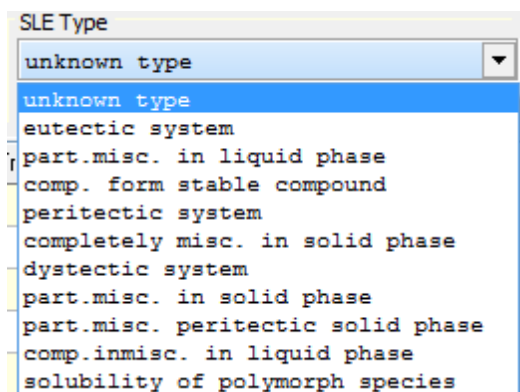 SLE Type
unknown type
unknown type
eutectic system
part.misc. in liquid phase
comp. form stable compound
peritectic system
completely misc. in solid phase
dystectic system
part.misc. in solid phase
part.misc. peritectic solid phase
comp.inmisc. in liquid phase
solubility of polymorph species